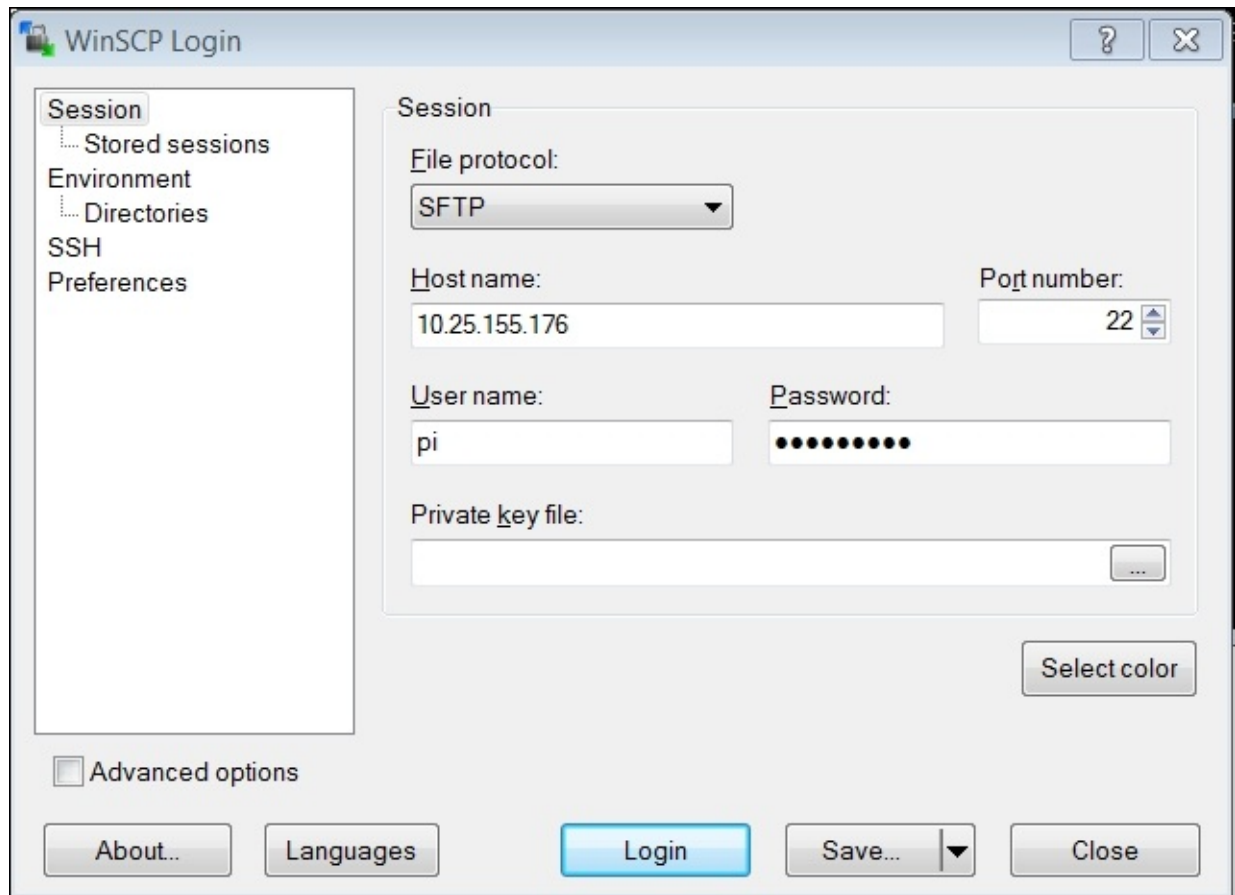 WinSCP Login
Session
Stored sessions
Environment
Directories
SSH
Preferences
Session
File protocol:
SFTP
Host name:
Port number:
10.25.155.176
22
User name:
Password:
pi
●●●●●●●●●
Private key file:
...
Select color
Advanced options
About...
Languages
Login
Save...
Close